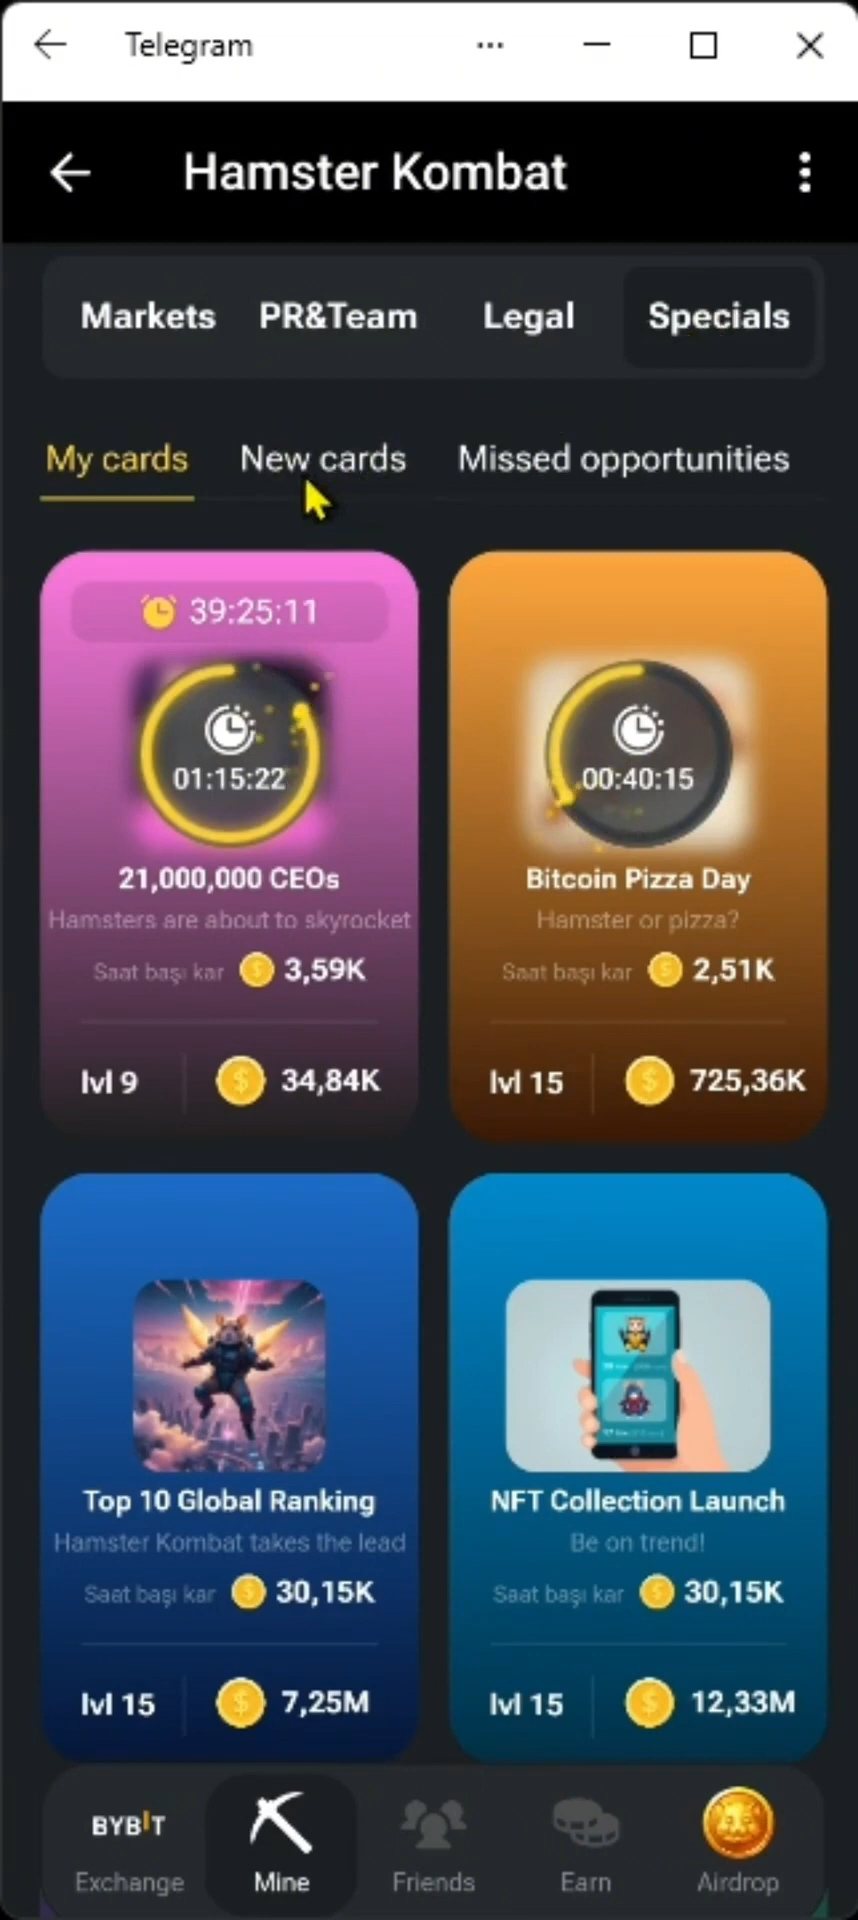 Telegram
Hamster Kombat
Markets PR&Team Legal Specials
My cards New cards Missed opportunities
39:25:11
01:15:22
21,000,000 CEOs
Hamsters are about to skyrocket
Saat başı kar 3,59K
lvl 9 34,84K
00:40:15
Bitcoin Pizza Day
Hamster or pizza?
Saat başı kar 2,51K
lvl 15 725,36K
Top 10 Global Ranking
Hamster Kombat takes the lead
Saat başı kar 30,15K
lvl 15 7,25M
NFT Collection Launch
Be on trend!
Saat başı kar 30,15K
lvl 15 12,33M
BYBIT
Exchange Mine Friends Earn Airdrop